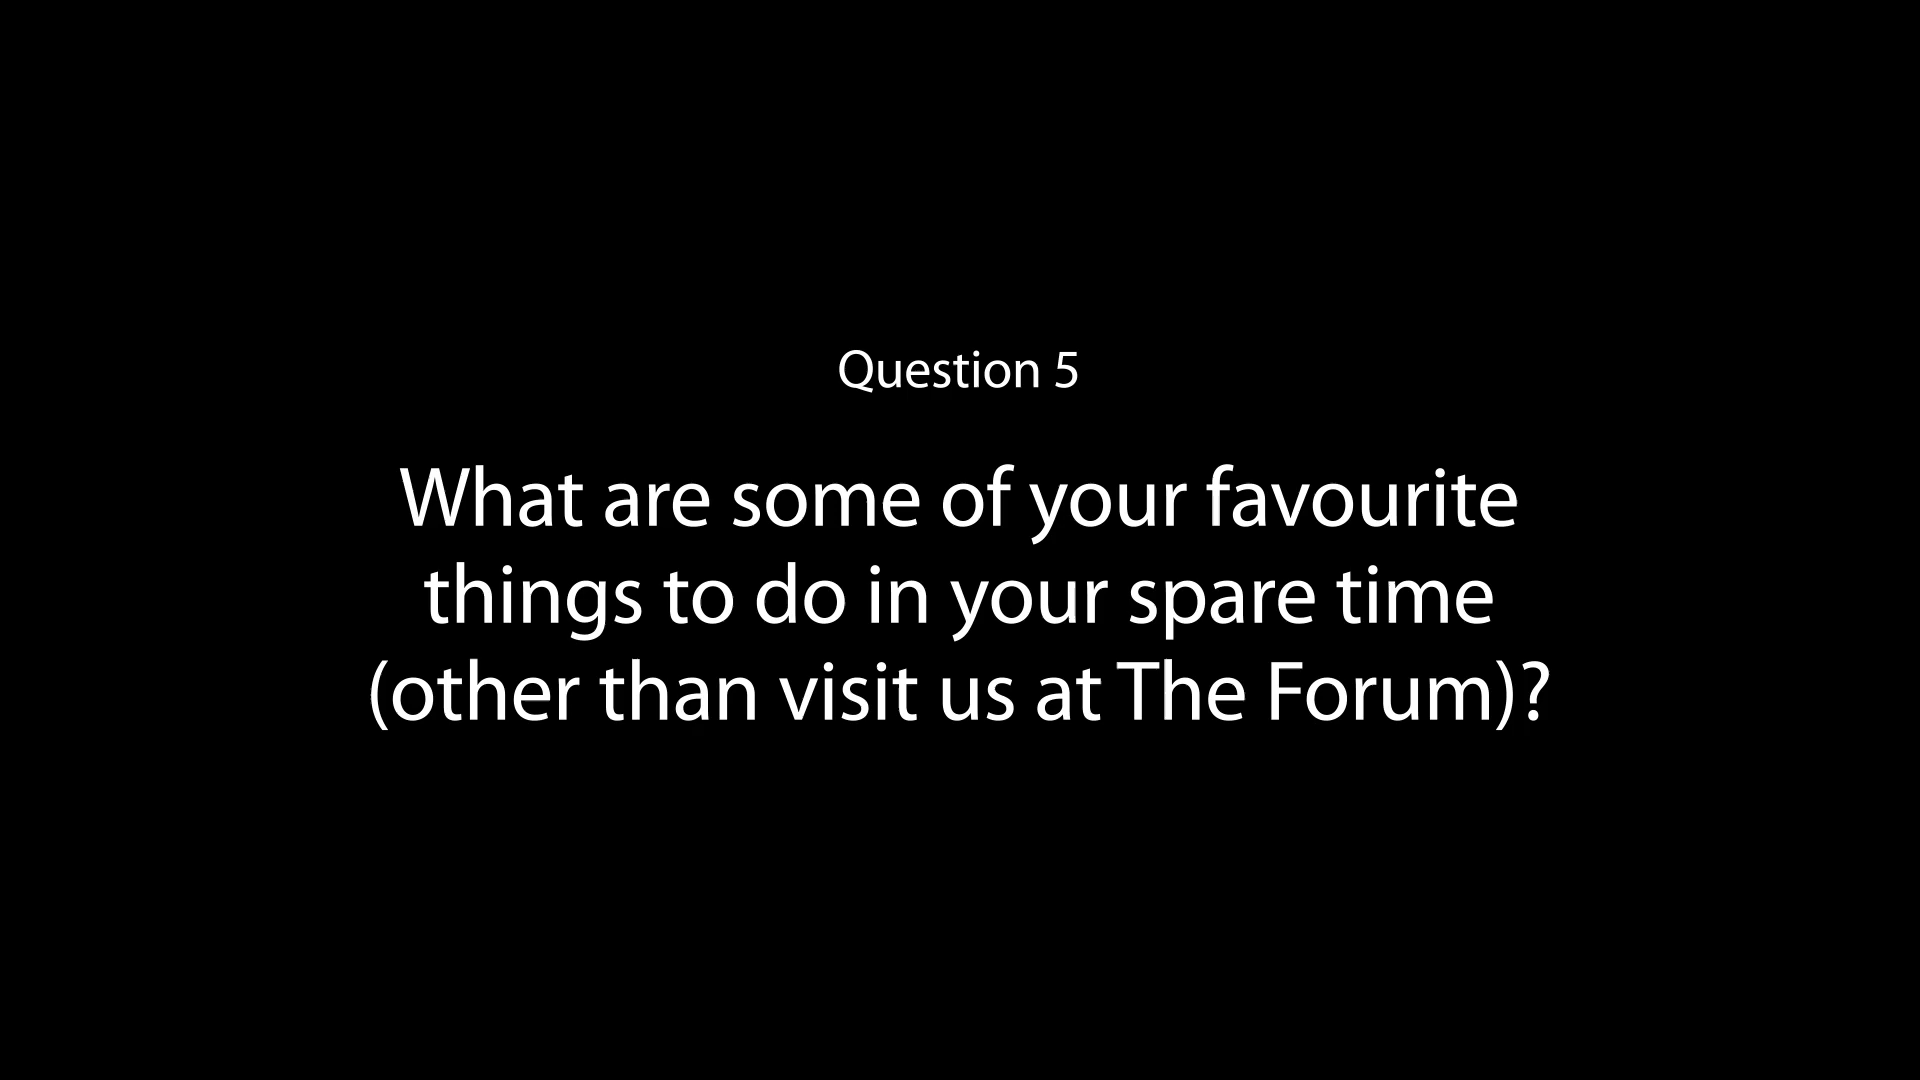 Question 5
What are some of your favourite
things to do in your spare time
(other than visit us at The Forum)?